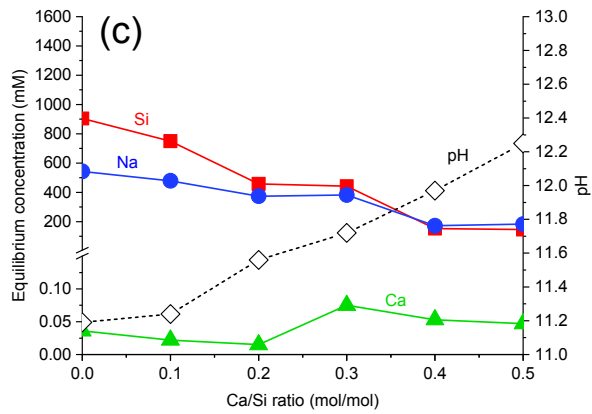 (c)
Equilibrium concentration (mM)
1600
1400
1200
1000
800
600
400
200
0.10
0.05
0.00
Si
Na
pH
Ca
13.0
12.8
12.6
12.4
12.2
12.0
11.8
11.6
11.4
11.2
11.0
pH
0.0 0.1 0.2 0.3 0.4 0.5
Ca/Si ratio (mol/mol)